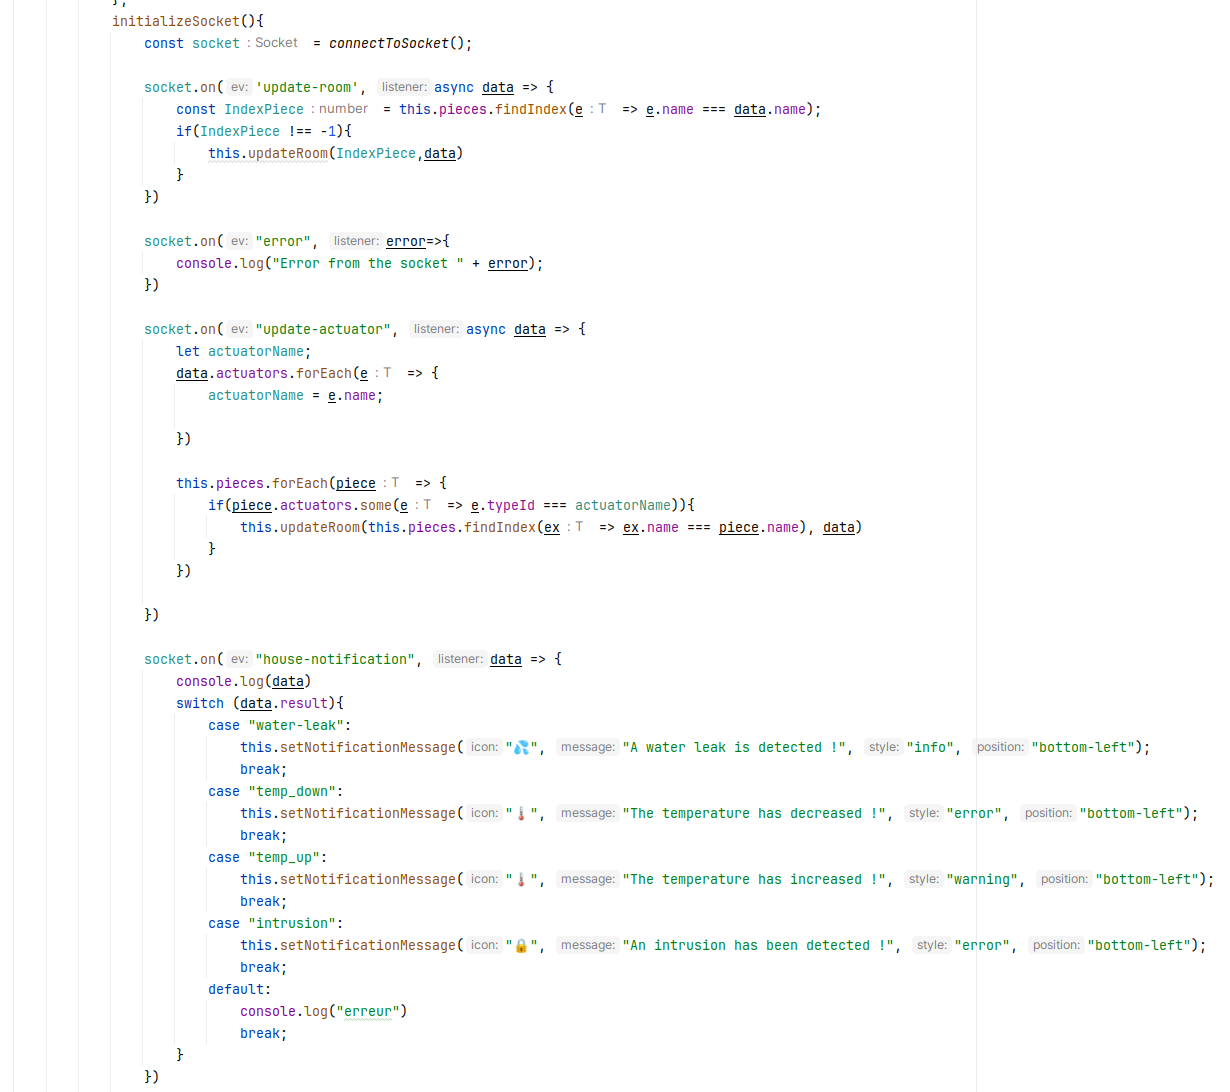 initializeSocket(){
const socket : Socket = connectToSocket();
socket.on( ev: 'update-room', listener: async data => {
const IndexPiece : number = this.pieces.findIndex(e : T => e.name === data.name);
if(IndexPiece !== -1){
this.updateRoom(IndexPiece,data)
}
})
socket.on( ev: "error", listener: error=>{
console.log("Error from the socket " + error);
})
socket.on( ev: "update-actuator", listener: async data => {
let actuatorName;
data.actuators.forEach(e : T => {
actuatorName = e.name;
})
this.pieces.forEach(piece : T => {
if(piece.actuators.some(e : T => e.typeId === actuatorName)){
this.updateRoom(this.pieces.findIndex(ex : T => ex.name === piece.name), data)
}
})
})
socket.on( ev: "house-notification", listener: data => {
console.log(data)
switch (data.result){
case "water-leak":
this.setNotificationMessage( icon: "💦", message: "A water leak is detected !", style: "info", position: "bottom-left");
break;
case "temp_down":
this.setNotificationMessage( icon: "🌡️", message: "The temperature has decreased !", style: "error", position: "bottom-left");
break;
case "temp_up":
this.setNotificationMessage( icon: "🌡️", message: "The temperature has increased !", style: "warning", position: "bottom-left");
break;
case "intrusion":
this.setNotificationMessage( icon: "🔒", message: "An intrusion has been detected !", style: "error", position: "bottom-left");
break;
default:
console.log("erreur")
break;
}
})